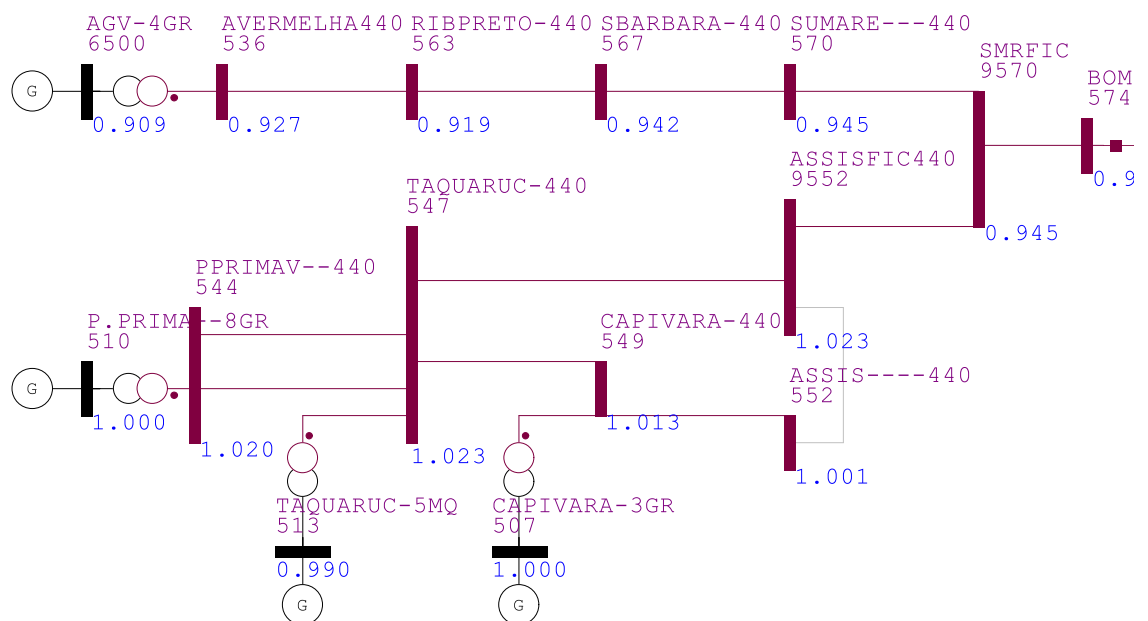 AGV-4GR
6500
G
0.909
AVERMELHA440
536
0.927
RIBPRETO-440
563
0.919
SBARBARA-440
567
0.942
SUMARE---440
570
0.945
SMRFIC
9570
0.945
BOM
574
0.9
ASSISFIC440
9552
1.023
TAQUARUC-440
547
1.023
PPRIMAV--440
544
1.020
P.PRIMA--8GR
510
G
1.000
CAPIVARA-440
549
1.013
ASSIS----440
552
1.001
TAQUARUC-5MQ
513
0.990
G
CAPIVARA-3GR
507
1.000
G